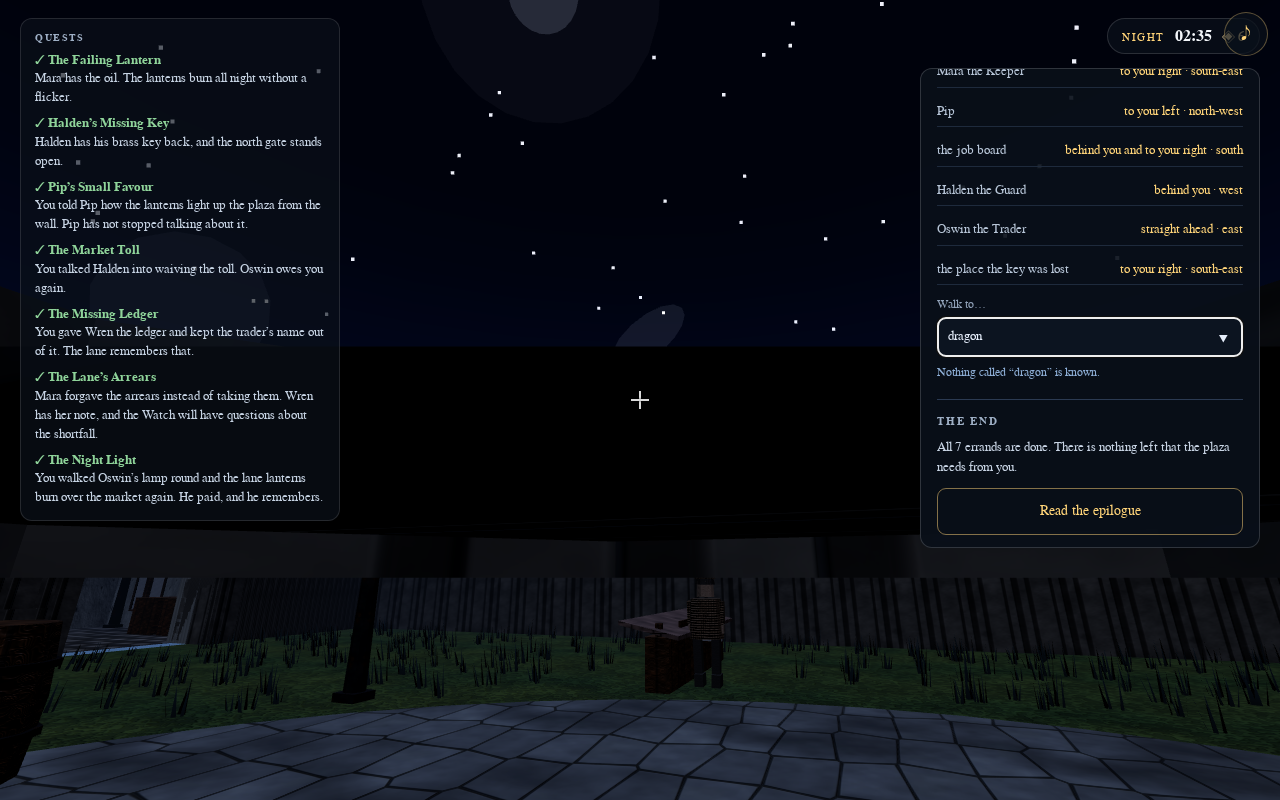 QUESTS
✓ The Failing Lantern
Mara has the oil. The lanterns burn all night without a
flicker.
✓ Halden's Missing Key
Halden has his brass key back, and the north gate stands
open.
✓ Pip's Small Favour
You told Pip how the lanterns light up the plaza from the
wall. Pip has not stopped talking about it.
✓ The Market Toll
You talked Halden into waiving the toll. Oswin owes you
again.
✓ The Missing Ledger
You gave Wren the ledger and kept the trader's name out
of it. The lane remembers that.
✓ The Lane's Arrears
Mara forgave the arrears instead of taking them. Wren
has her note, and the Watch will have questions about
the shortfall.
✓ The Night Light
You walked Oswin's lamp round and the lane lanterns
burn over the market again. He paid, and he remembers.
NIGHT 02:35
Mara the Keeper to your right · south-east
Pip to your left · north-west
the job board behind you and to your right · south
Halden the Guard behind you · west
Oswin the Trader straight ahead · east
the place the key was lost to your right · south-east
Walk to…
dragon
Nothing called “dragon” is known.
THE END
All 7 errands are done. There is nothing left that the plaza
needs from you.
Read the epilogue